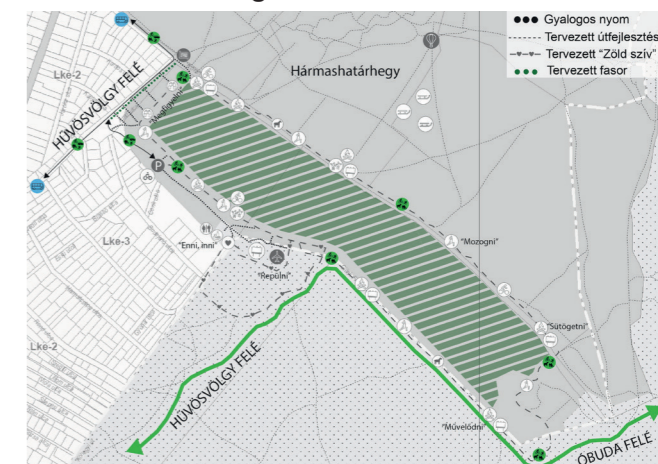 Gyalogos nyom
Tervezett útfejlesztés
Tervezett "Zöld szív"
Tervezett fasor
Hármashatárhegy
Lke-2
HŰVÖSVÖLGY FELÉ
"Megfigyelni"
P
Lke-3
"Enni, inni"
"Repülni"
"Mozogni"
"Sütögetni"
Lke-2
HŰVÖSVÖLGY FELÉ
"Művelődni"
ÓBUDA FELÉ